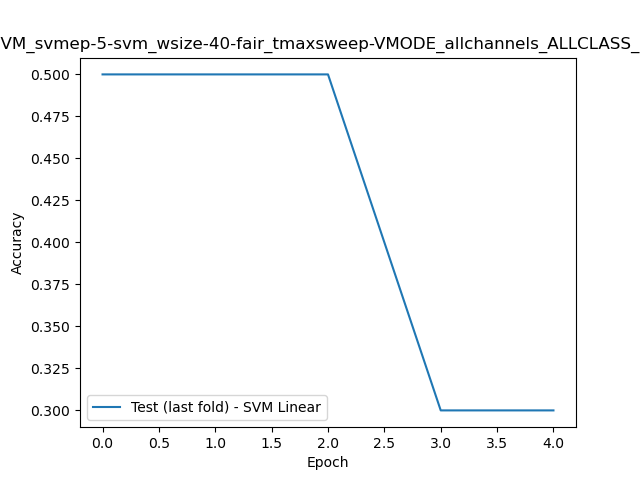 VM_svmep-5-svm_wsize-40-fair_tmaxsweep-VMODE_allchannels_ALLCLASS_
0.500
0.475
0.450
0.425
0.400
0.375
0.350
0.325
0.300
Accuracy
Test (last fold) - SVM Linear
0.0 0.5 1.0 1.5 2.0 2.5 3.0 3.5 4.0
Epoch